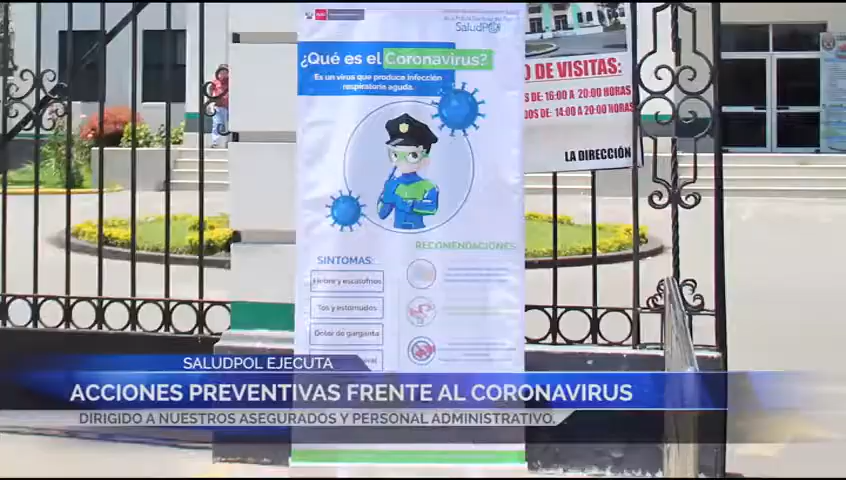 SaludPOL
¿Qué es el Coronavirus?
Es un virus que produce infección
respiratoria aguda.
O DE VISITAS:
S DE: 16:00 A 20:00 HORAS
DOS DE: 14:00 A 20:00 HORAS
LA DIRECCIÓN
RECOMENDACIONES
SINTOMAS:
Fiebre y escalofríos
Tos y estornudos
Dolor de garganta
SALUDPOL EJECUTA
ACCIONES PREVENTIVAS FRENTE AL CORONAVIRUS
DIRIGIDO A NUESTROS ASEGURADOS Y PERSONAL ADMINISTRATIVO.